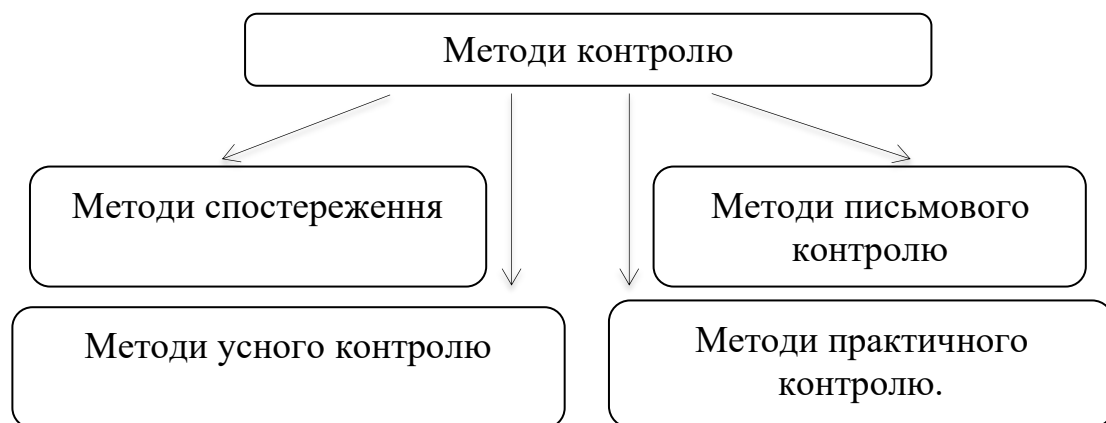 Методи контролю
Методи спостереження
Методи письмового
контролю
Методи усного контролю
Методи практичного
контролю.